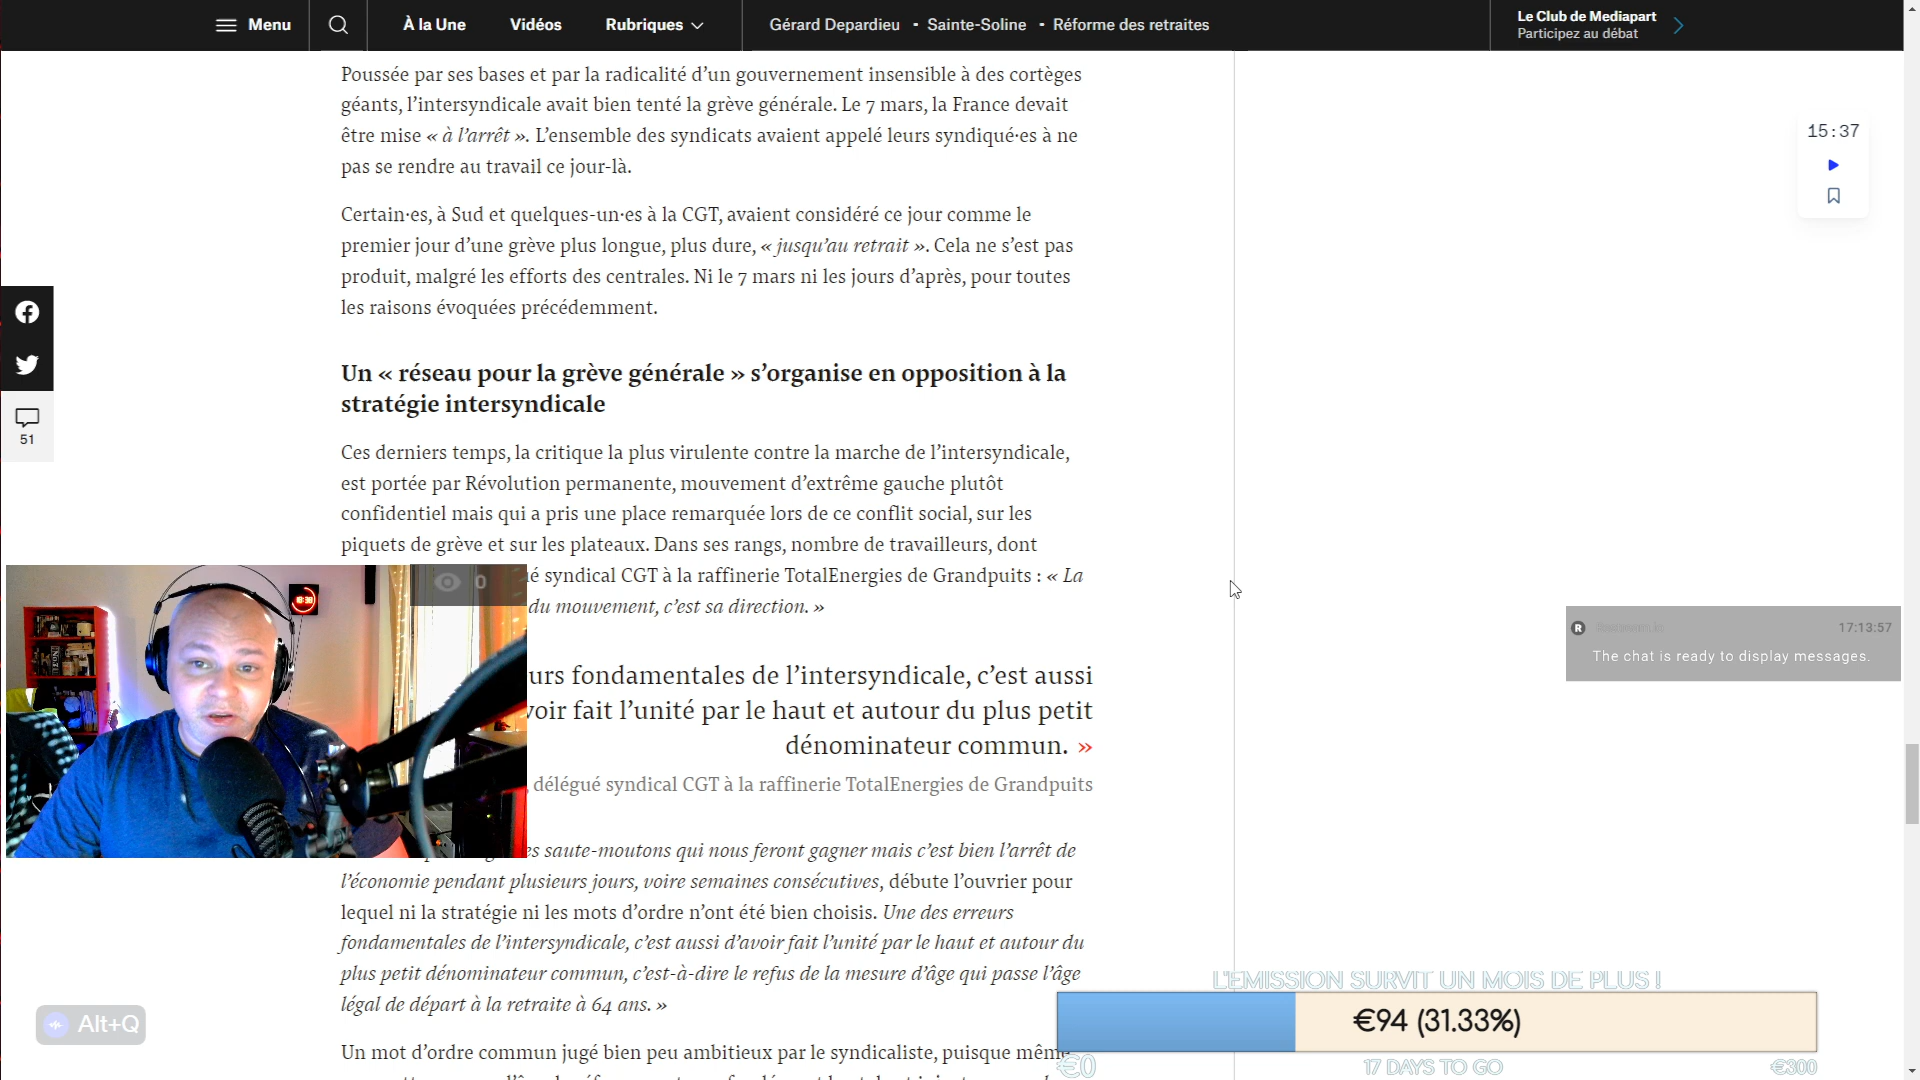 Menu
À la Une
Vidéos
Rubriques
Gérard Depardieu - Sainte-Soline - Réforme des retraites
Le Club de Mediapart
Participez au débat
Poussée par ses bases et par la radicalité d’un gouvernement insensible à des cortèges
géants, l’intersyndicale avait bien tenté la grève générale. Le 7 mars, la France devait
être mise « à l’arrêt ». L’ensemble des syndicats avaient appelé leurs syndiqué·es à ne
pas se rendre au travail ce jour-là.
15:37
Certain·es, à Sud et quelques-un·es à la CGT, avaient considéré ce jour comme le
premier jour d’une grève plus longue, plus dure, « jusqu’au retrait ». Cela ne s’est pas
produit, malgré les efforts des centrales. Ni le 7 mars ni les jours d’après, pour toutes
les raisons évoquées précédemment.
51
Un « réseau pour la grève générale » s’organise en opposition à la
stratégie intersyndicale
Ces derniers temps, la critique la plus virulente contre la marche de l’intersyndicale,
est portée par Révolution permanente, mouvement d’extrême gauche plutôt
confidentiel mais qui a pris une place remarquée lors de ce conflit social, sur les
piquets de grève et sur les plateaux. Dans ses rangs, nombre de travailleurs, dont
é syndical CGT à la raffinerie TotalEnergies de Grandpuits : « La
du mouvement, c’est sa direction. »
0
R
17:13:57
The chat is ready to display messages.
urs fondamentales de l’intersyndicale, c’est aussi
voir fait l’unité par le haut et autour du plus petit
dénominateur commun. »
, délégué syndical CGT à la raffinerie TotalEnergies de Grandpuits
es saute-moutons qui nous feront gagner mais c’est bien l’arrêt de
l’économie pendant plusieurs jours, voire semaines consécutives, débute l’ouvrier pour
lequel ni la stratégie ni les mots d’ordre n’ont été bien choisis. Une des erreurs
fondamentales de l’intersyndicale, c’est aussi d’avoir fait l’unité par le haut et autour du
plus petit dénominateur commun, c’est-à-dire le refus de la mesure d’âge qui passe l’âge
légal de départ à la retraite à 64 ans. »
Un mot d’ordre commun jugé bien peu ambitieux par le syndicaliste, puisque même
Alt+Q
L'EMISSION SURVIT UN MOIS DE PLUS !
€94 (31.33%)
€0
17 DAYS TO GO
€300